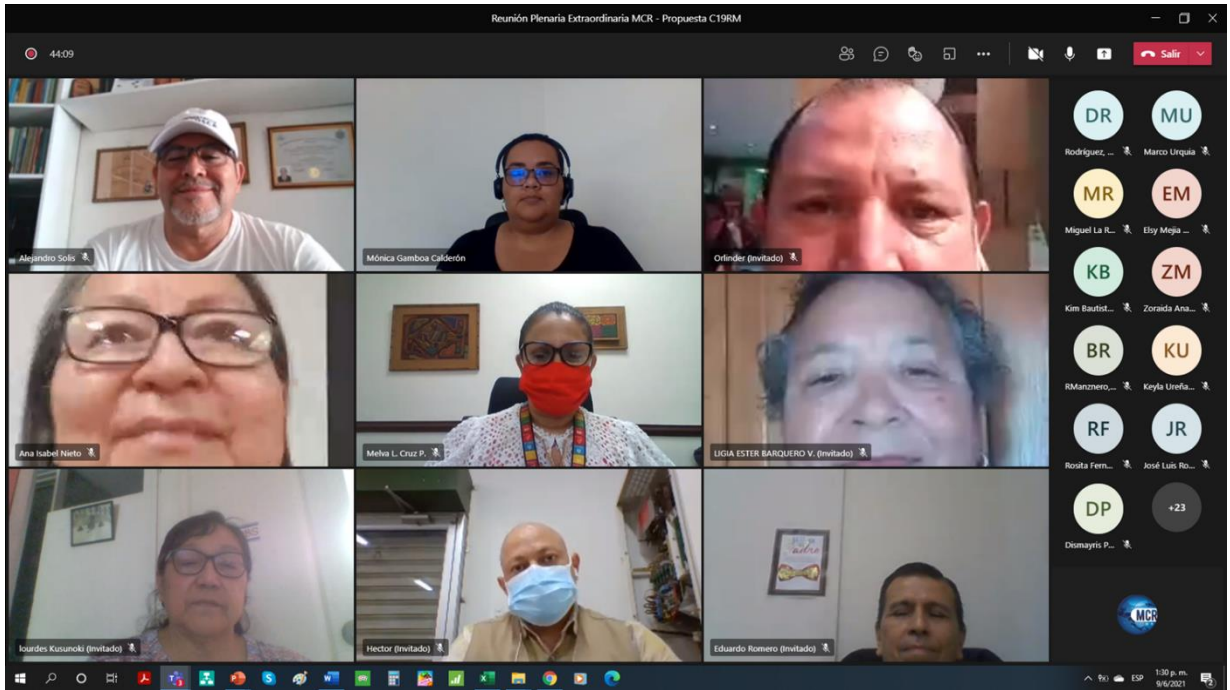 Reunión Plenaria Extraordinaria MCR - Propuesta C19RM
44:09
Salir
Alejandro Solis
Mónica Gamboa Calderón
Orlinder (Invitado)
Ana Isabel Nieto
Melva L. Cruz P.
LIGIA ESTER BARQUERO V. (Invitado)
lourdes Kusunoki (Invitado)
Hector (Invitado)
Eduardo Romero (Invitado)
DR
MU
Rodríguez, ...
Marco Urquia
MR
EM
Miguel La R...
Elsy Mejia ...
KB
ZM
Kim Bautist...
Zoraida Ana...
BR
KU
RManznero,...
Keyla Ureña...
RF
JR
Rosita Fern...
José Luis Ro...
DP
+23
Dismayris P...
MCR
ESP
1:30 p. m.
9/6/2021